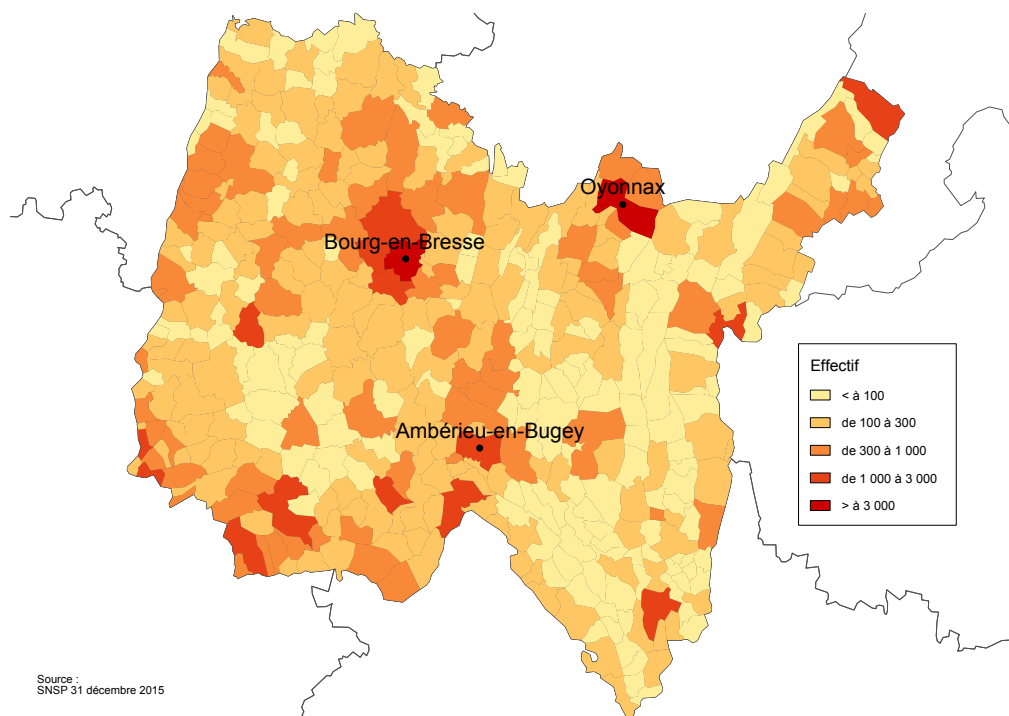 Oyonnax
Bourg-en-Bresse
Ambérieu-en-Bugey
Effectif
< à 100
de 100 à 300
de 300 à 1 000
de 1 000 à 3 000
> à 3 000
Source :
SNSP 31 décembre 2015